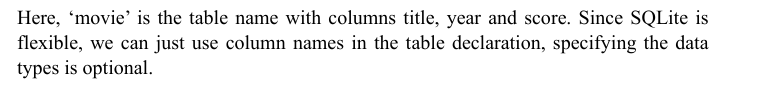 Here, ‘movie’ is the table name with columns title, year and score. Since SQLite is
flexible, we can just use column names in the table declaration, specifying the data
types is optional.